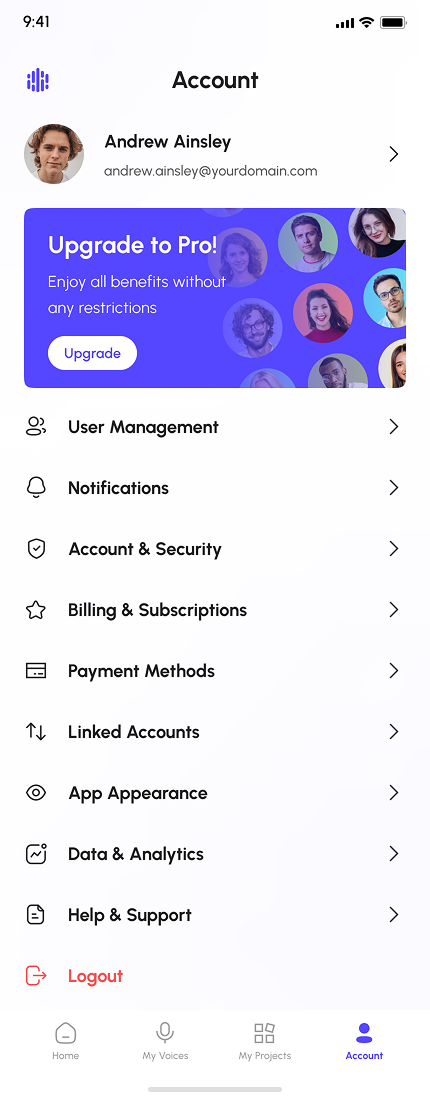 9:41
Account
Andrew Ainsley
andrew.ainsley@yourdomain.com
Upgrade to Pro!
Enjoy all benefits without
any restrictions
Upgrade
User Management
Notifications
Account & Security
Billing & Subscriptions
Payment Methods
Linked Accounts
App Appearance
Data & Analytics
Help & Support
Logout
Home
My Voices
My Projects
Account